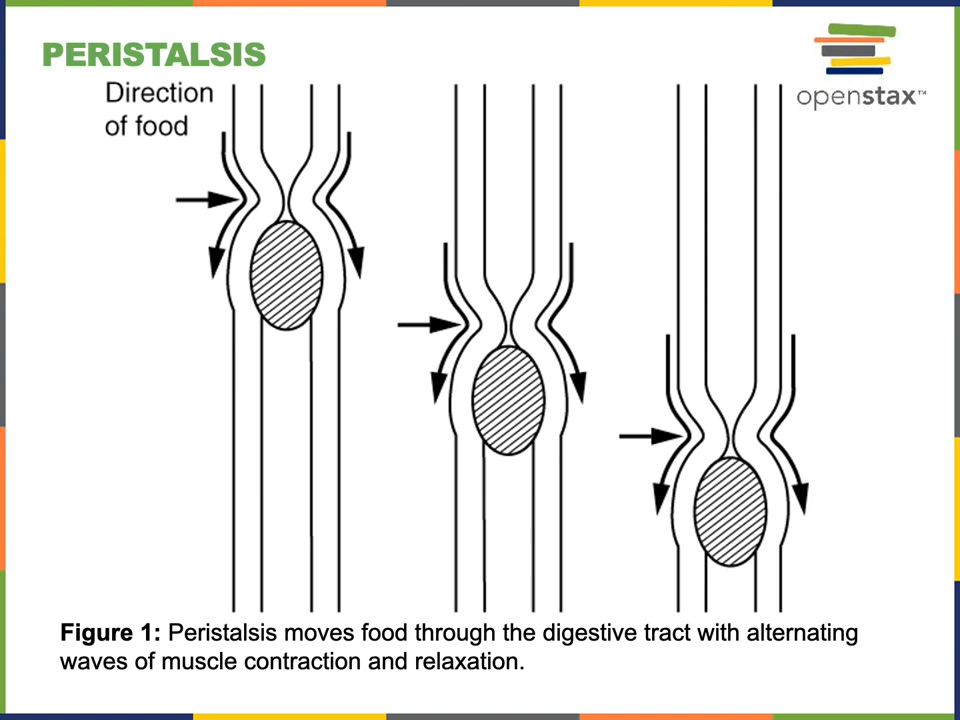 PERISTALSIS
openstax™
Direction
of food
Figure 1: Peristalsis moves food through the digestive tract with alternating
waves of muscle contraction and relaxation.